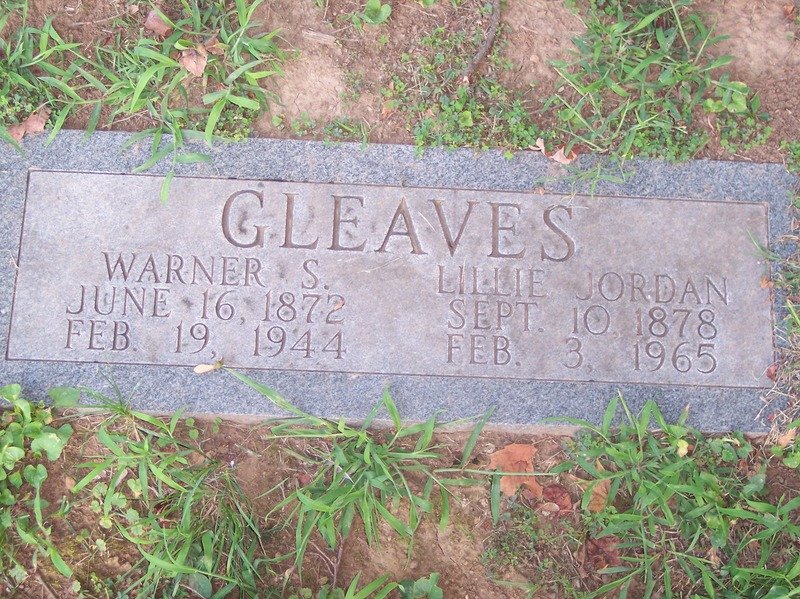 GLEAVES
WARNER S.
JUNE 16, 1872
FEB. 19, 1944
LILLIE JORDAN
SEPT. 10, 1878
FEB. 3, 1965